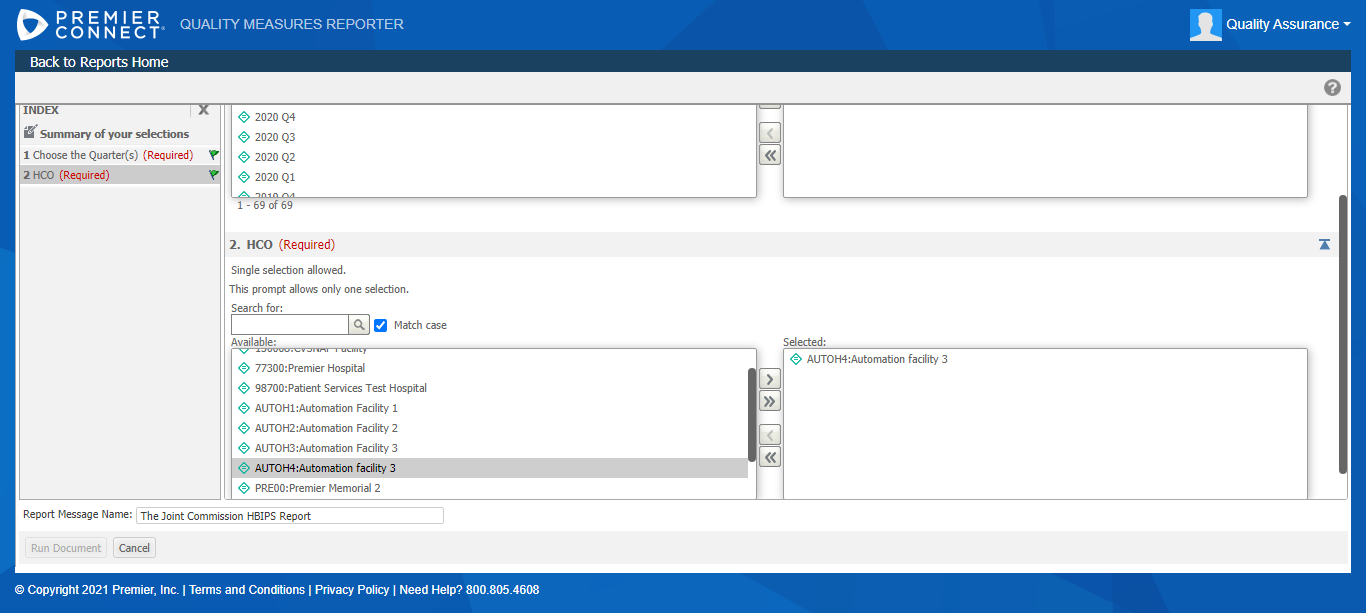 PREMIER
CONNECT
QUALITY MEASURES REPORTER
Quality Assurance
Back to Reports Home
?
INDEX
X
Summary of your selections
1 Choose the Quarter(s) (Required)
2 HCO (Required)
2020 Q4
2020 Q3
2020 Q2
2020 Q1
2019 Q4
1 - 69 of 69
2. HCO (Required)
Single selection allowed.
This prompt allows only one selection.
Search for:
Match case
Available:
77300:Premier Hospital
98700:Patient Services Test Hospital
AUTOH1:Automation Facility 1
AUTOH2:Automation Facility 2
AUTOH3:Automation Facility 3
AUTOH4:Automation facility 3
PRE00:Premier Memorial 2
Selected:
AUTOH4:Automation facility 3
Report Message Name: The Joint Commission HBIPS Report
Run Document Cancel
© Copyright 2021 Premier, Inc. | Terms and Conditions | Privacy Policy | Need Help? 800.805.4608